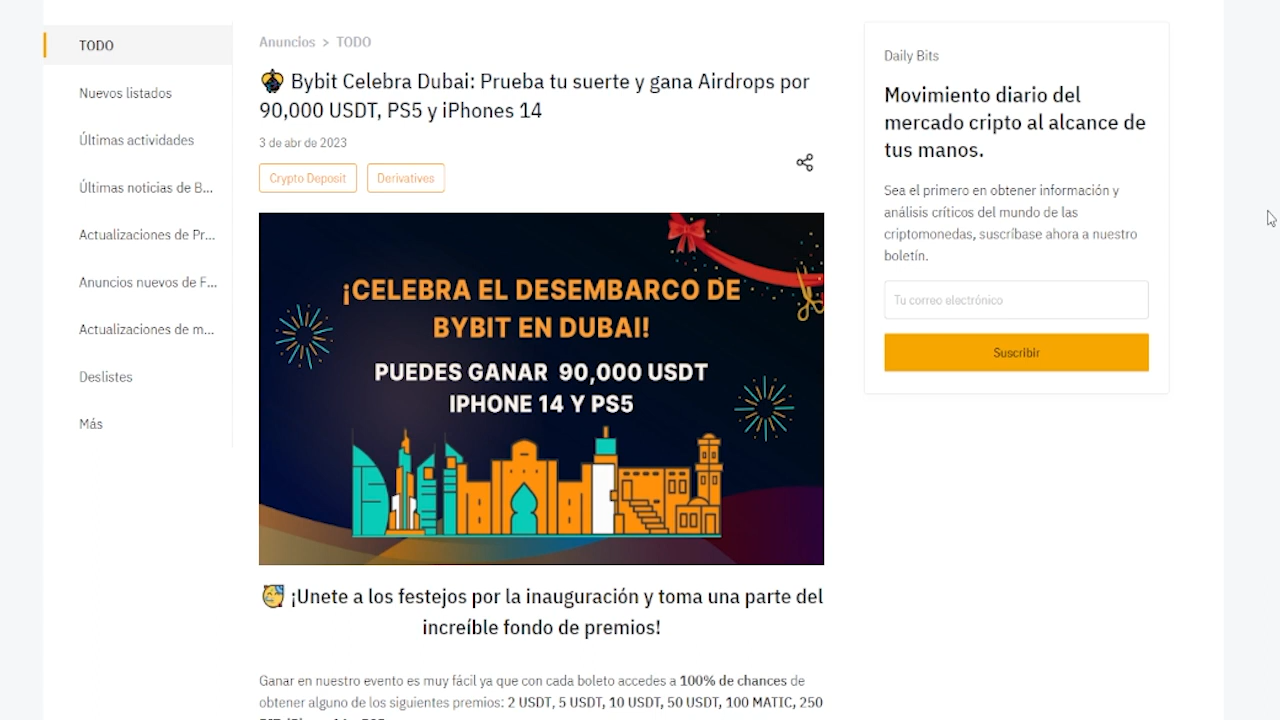 TODO
Nuevos listados
Últimas actividades
Últimas noticias de B...
Actualizaciones de Pr...
Anuncios nuevos de F...
Actualizaciones de m...
Deslistes
Más
Anuncios > TODO
Bybit Celebra Dubai: Prueba tu suerte y gana Airdrops por
90,000 USDT, PS5 y iPhones 14
3 de abr de 2023
Crypto Deposit
Derivatives
¡CELEBRA EL DESEMBARCO DE
BYBIT EN DUBAI!
PUEDES GANAR 90,000 USDT
IPHONE 14 Y PS5
¡Unete a los festejos por la inauguración y toma una parte del
increíble fondo de premios!
Ganar en nuestro evento es muy fácil ya que con cada boleto accedes a 100% de chances de
obtener alguno de los siguientes premios: 2 USDT, 5 USDT, 10 USDT, 50 USDT, 100 MATIC, 250
Daily Bits
Movimiento diario del
mercado cripto al alcance de
tus manos.
Sea el primero en obtener información y
análisis críticos del mundo de las
criptomonedas, suscríbase ahora a nuestro
boletín.
Tu correo electrónico
Suscribir